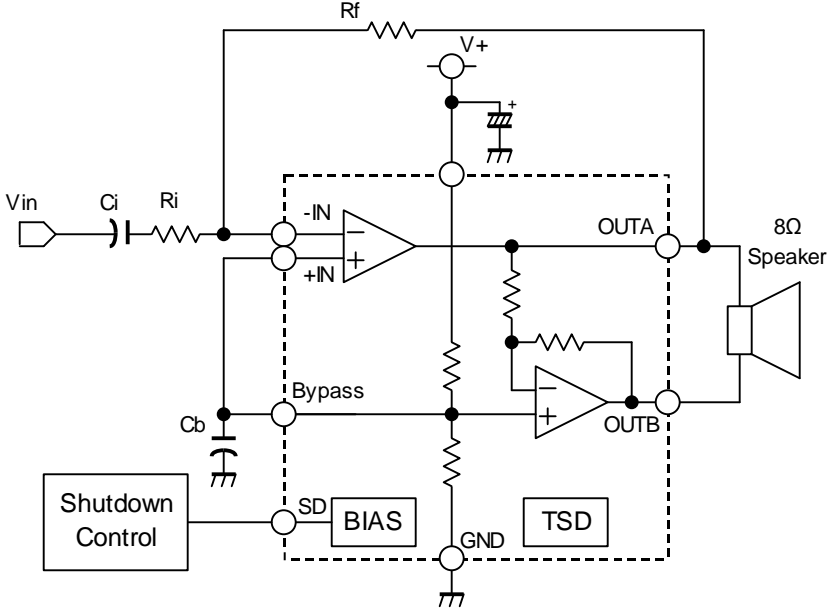 Rf
V+
+
Vin
Ci
Ri
-IN
+IN
OUTA
8Ω
Speaker
Bypass
Cb
OUTB
Shutdown
Control
SD
BIAS
TSD
GND